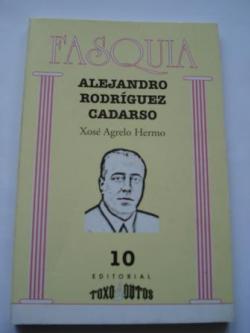 FASQUIA
ALEJANDRO
RODRÍGUEZ
CADARSO
Xosé Agrelo Hermo
10
EDITORIAL
TOXOSOUTOS